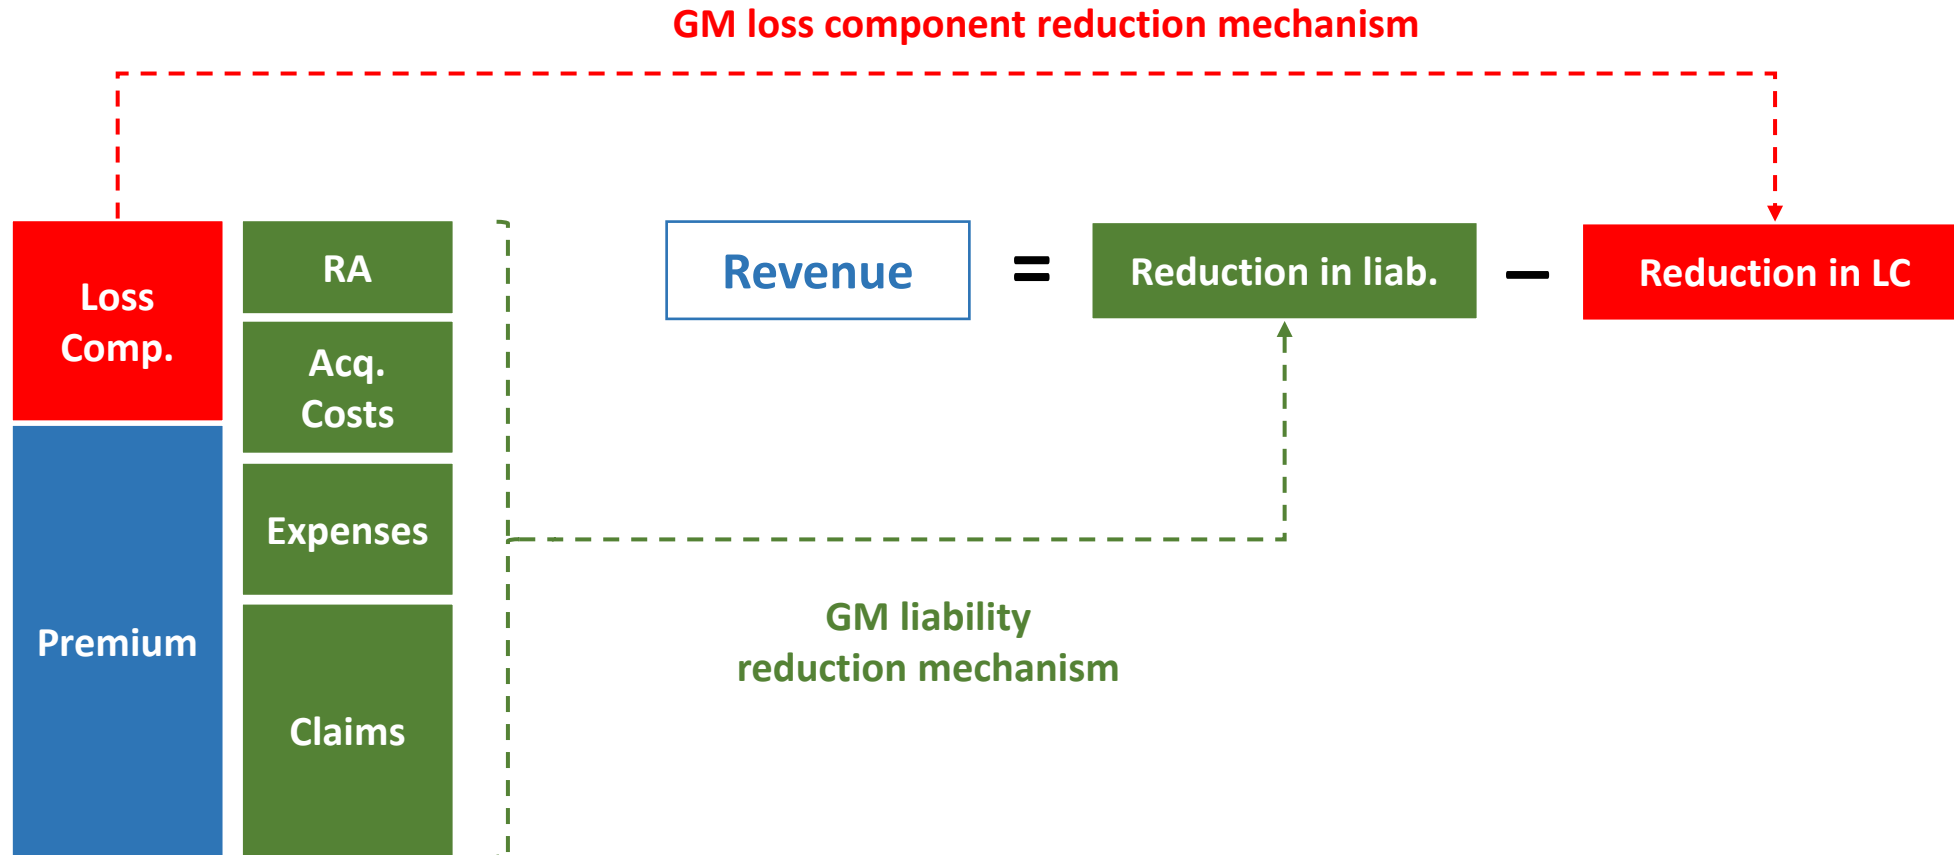 GM loss component reduction mechanism
Loss
Comp.
Premium
RA
Acq.
Costs
Expenses
Claims
Revenue
=
Reduction in liab.
–
Reduction in LC
GM liability
reduction mechanism